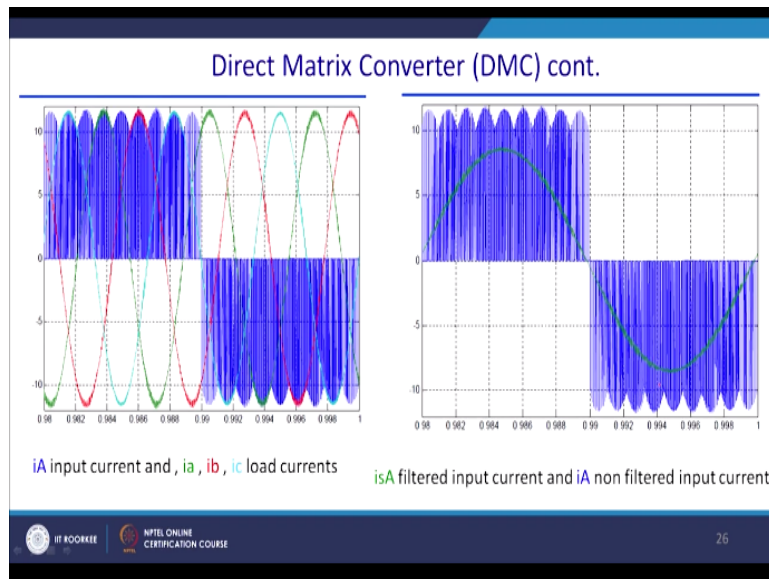 Direct Matrix Converter (DMC) cont.
10
5
0
-5
-10
0.98 0.982 0.984 0.986 0.988 0.99 0.992 0.994 0.996 0.998 1
iA input current and , ia , ib , ic load currents
10
5
0
-5
-10
0.98 0.982 0.984 0.986 0.988 0.99 0.992 0.994 0.996 0.998 1
isA filtered input current and iA non filtered input current
IIT ROORKEE
NPTEL ONLINE
CERTIFICATION COURSE
26